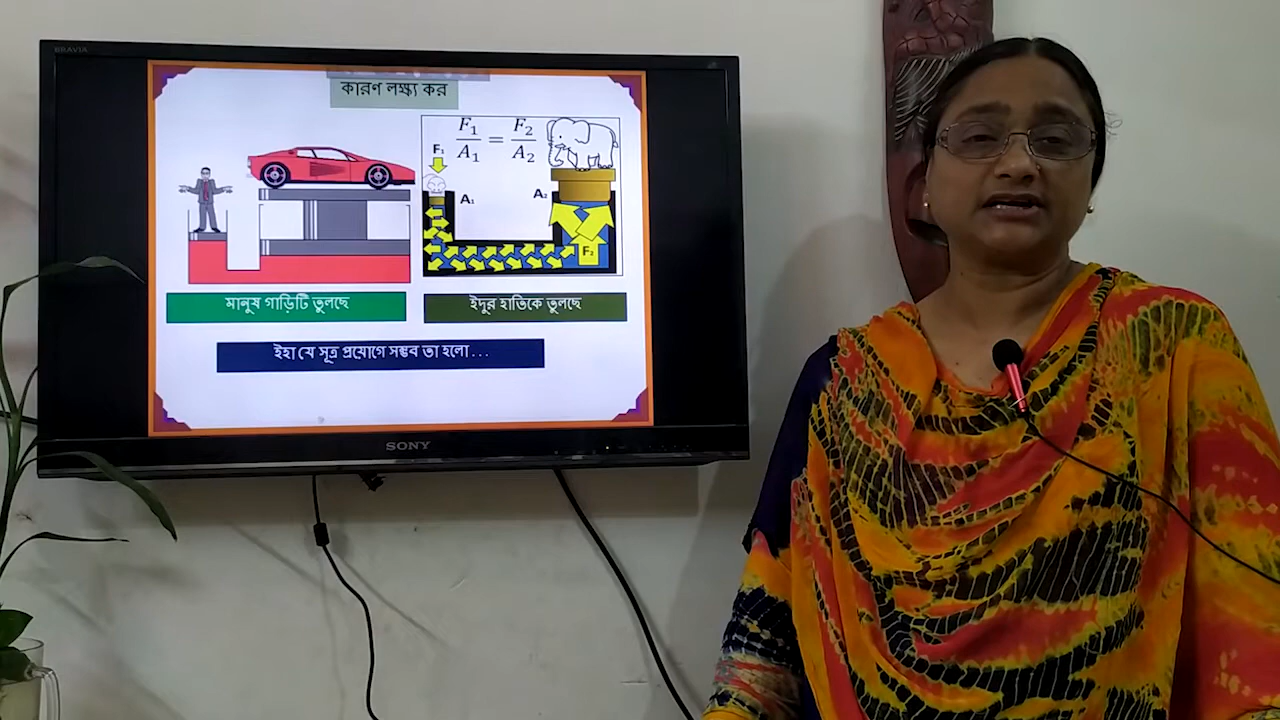 BRAVIA
কারণ লক্ষ্য কর
F₁/A₁ = F₂/A₂
F₁
A₁
A₂
F₂
মানুষ গাড়িটি তুলছে
ইদুর হাতিকে তুলছে
ইহা যে সূত্র প্রয়োগে সম্ভব তা হলো...
SONY